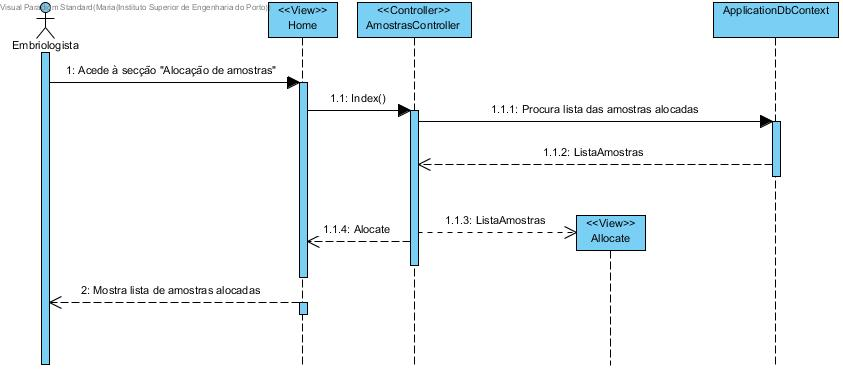 Visual Paradigm Standard(Maria(Instituto Superior de Engenharia do Porto))
Embriologista
<<View>>
Home
<<Controller>>
AmostrasController
ApplicationDbContext
1: Acede à secção "Alocação de amostras"
1.1: Index()
1.1.1: Procura lista das amostras alocadas
1.1.2: ListaAmostras
1.1.3: ListaAmostras
<<View>>
Allocate
1.1.4: Alocate
2: Mostra lista de amostras alocadas